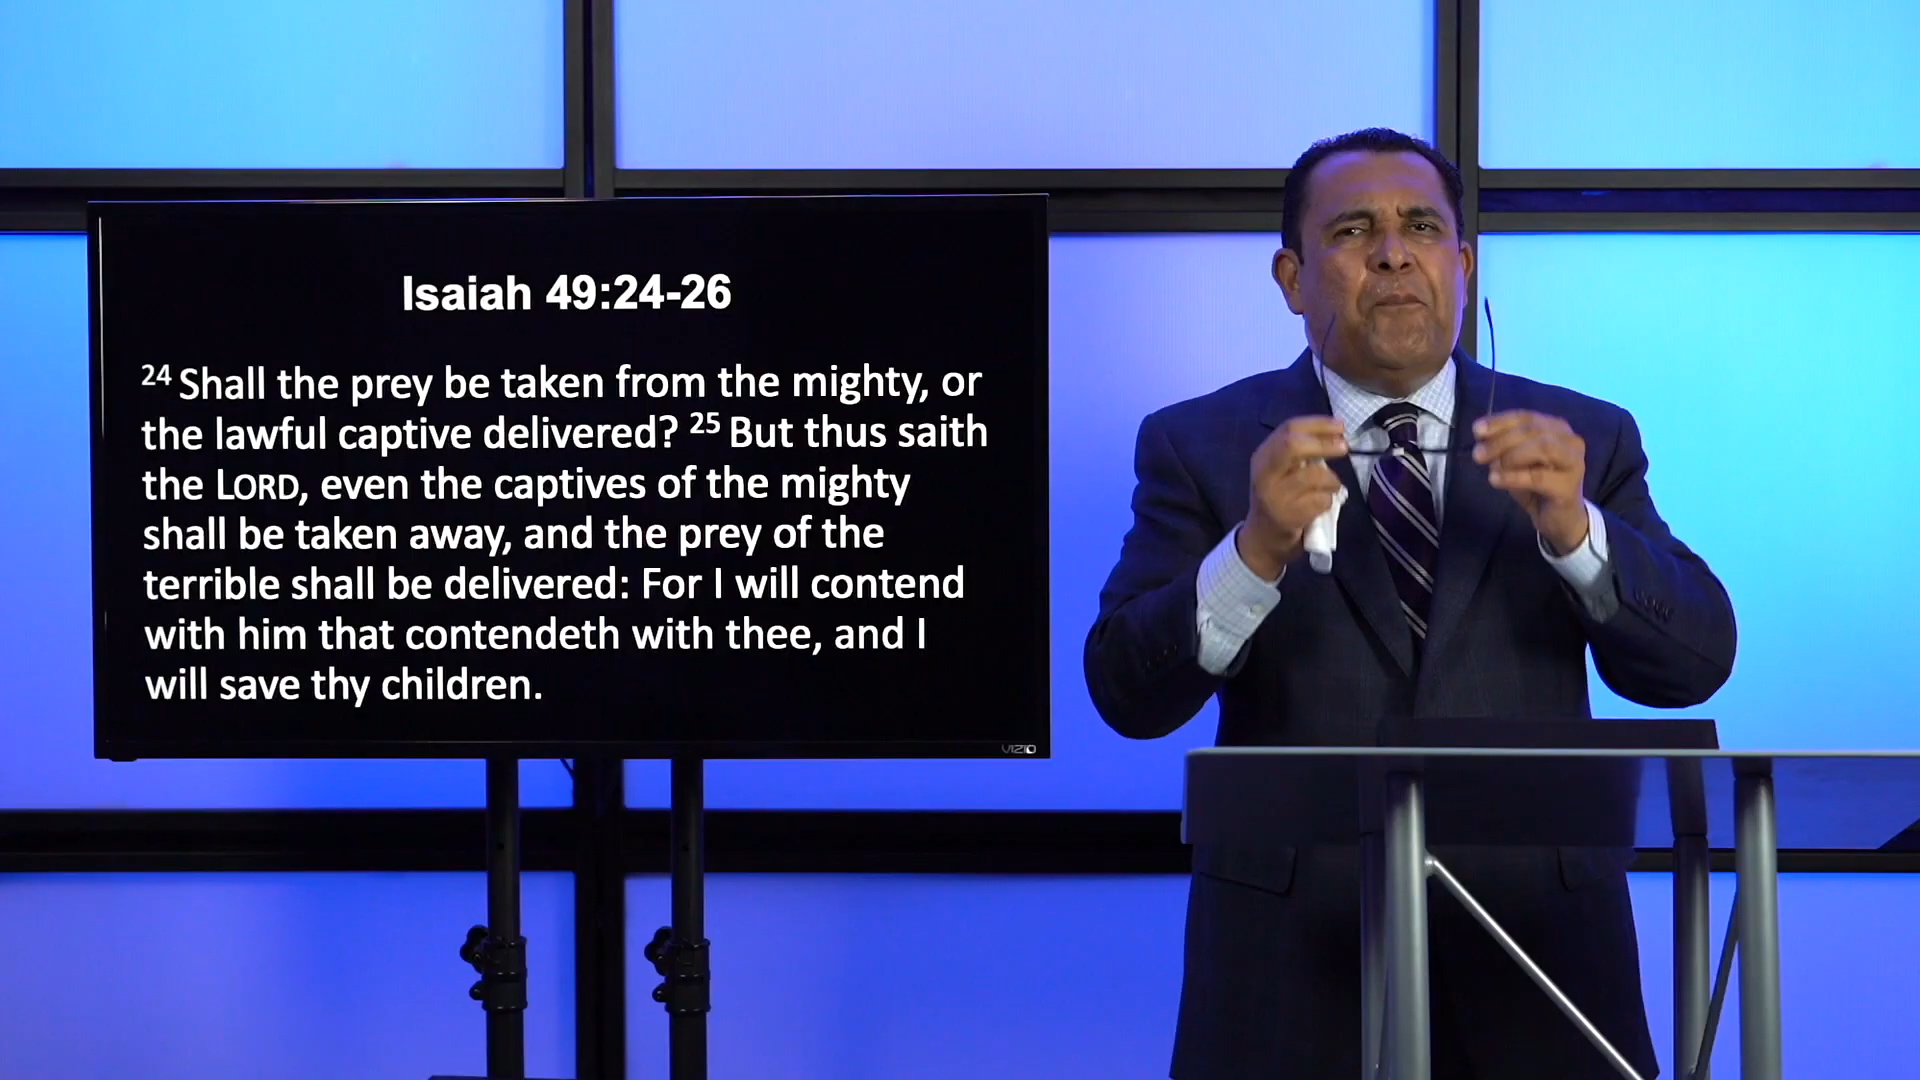 Isaiah 49:24-26
24 Shall the prey be taken from the mighty, or
the lawful captive delivered? 25 But thus saith
the LORD, even the captives of the mighty
shall be taken away, and the prey of the
terrible shall be delivered: For I will contend
with him that contendeth with thee, and I
will save thy children.
VIZIO